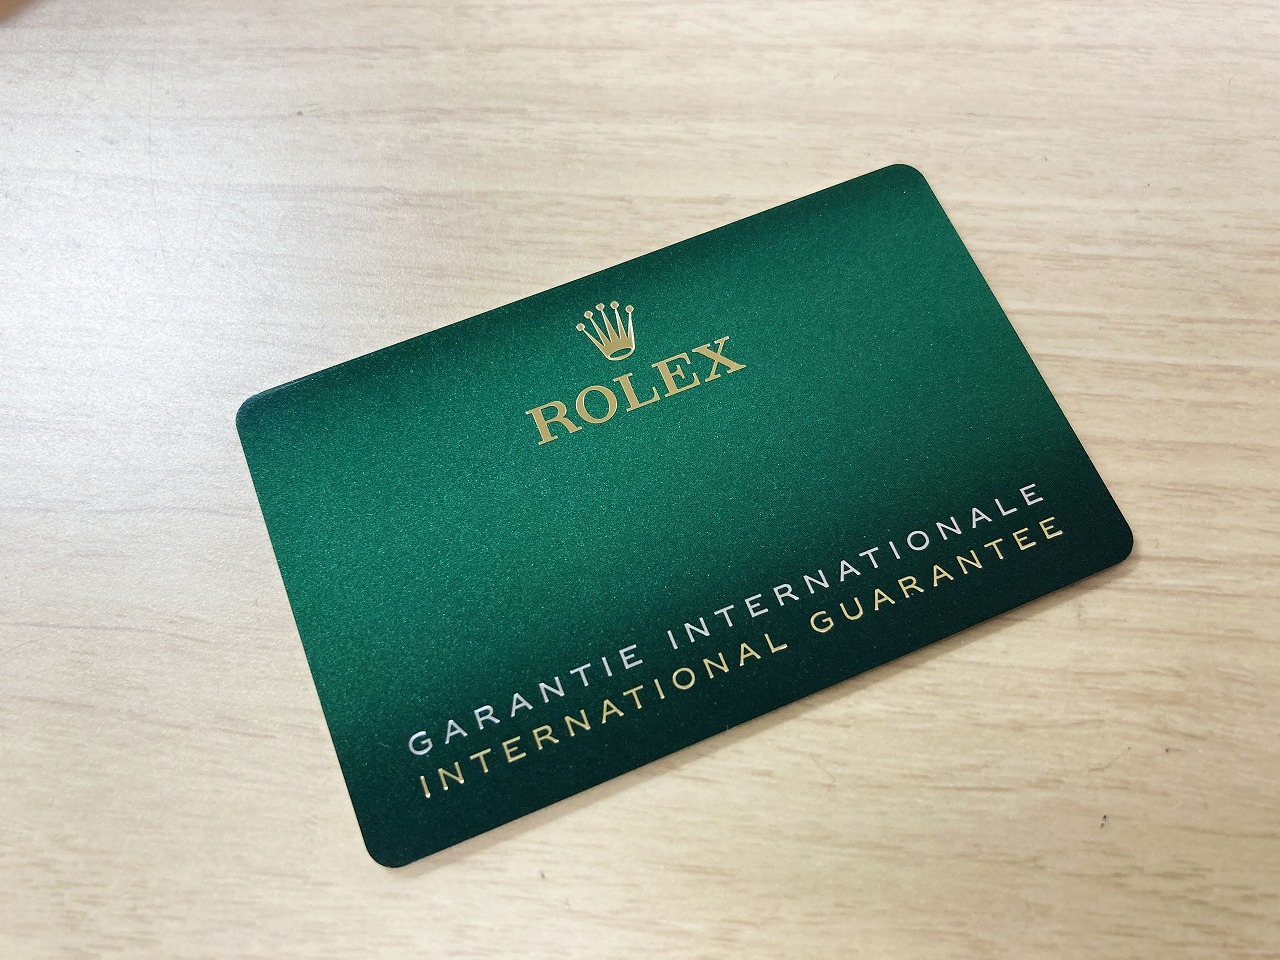 ROLEX
GARANTIE INTERNATIONALE
INTERNATIONAL GUARANTEE